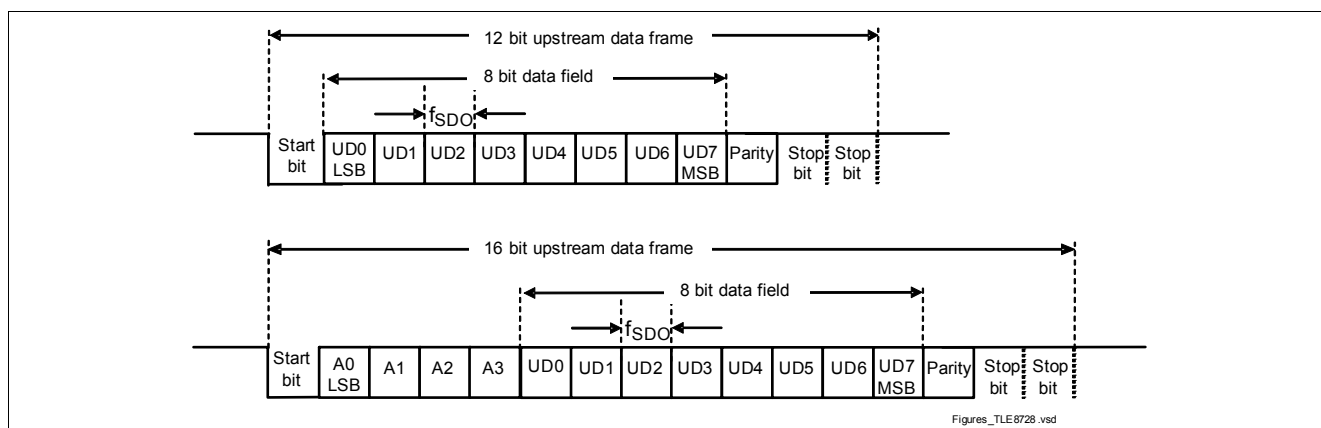 12 bit upstream data frame
8 bit data field
fSDO
Start bit UD0 LSB UD1 UD2 UD3 UD4 UD5 UD6 UD7 MSB Parity Stop bit Stop bit
16 bit upstream data frame
8 bit data field
fSDO
Start bit A0 LSB A1 A2 A3 UD0 UD1 UD2 UD3 UD4 UD5 UD6 UD7 MSB Parity Stop bit Stop bit
Figures_TLE8728.vsd